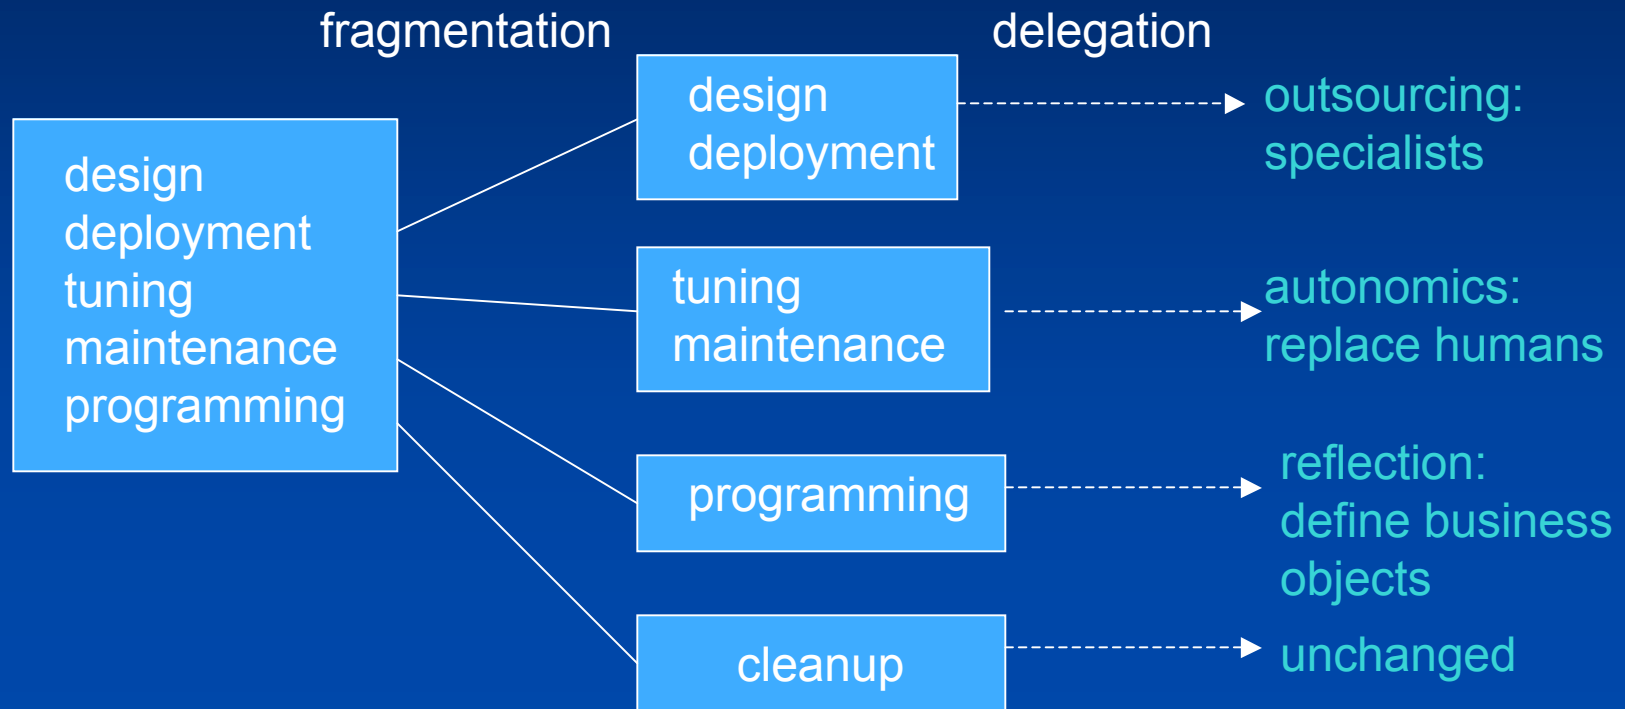 fragmentation
delegation
design
deployment
tuning
maintenance
programming
design
deployment
outsourcing:
specialists
tuning
maintenance
autonomics:
replace humans
programming
reflection:
define business
objects
cleanup
unchanged